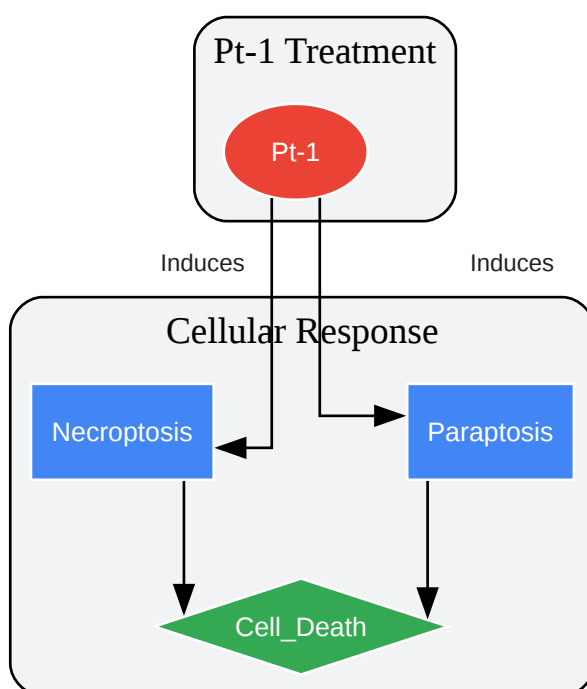 Pt-1 Treatment
Pt-1
Induces
Induces
Cellular Response
Necroptosis
Paraptosis
Cell_Death